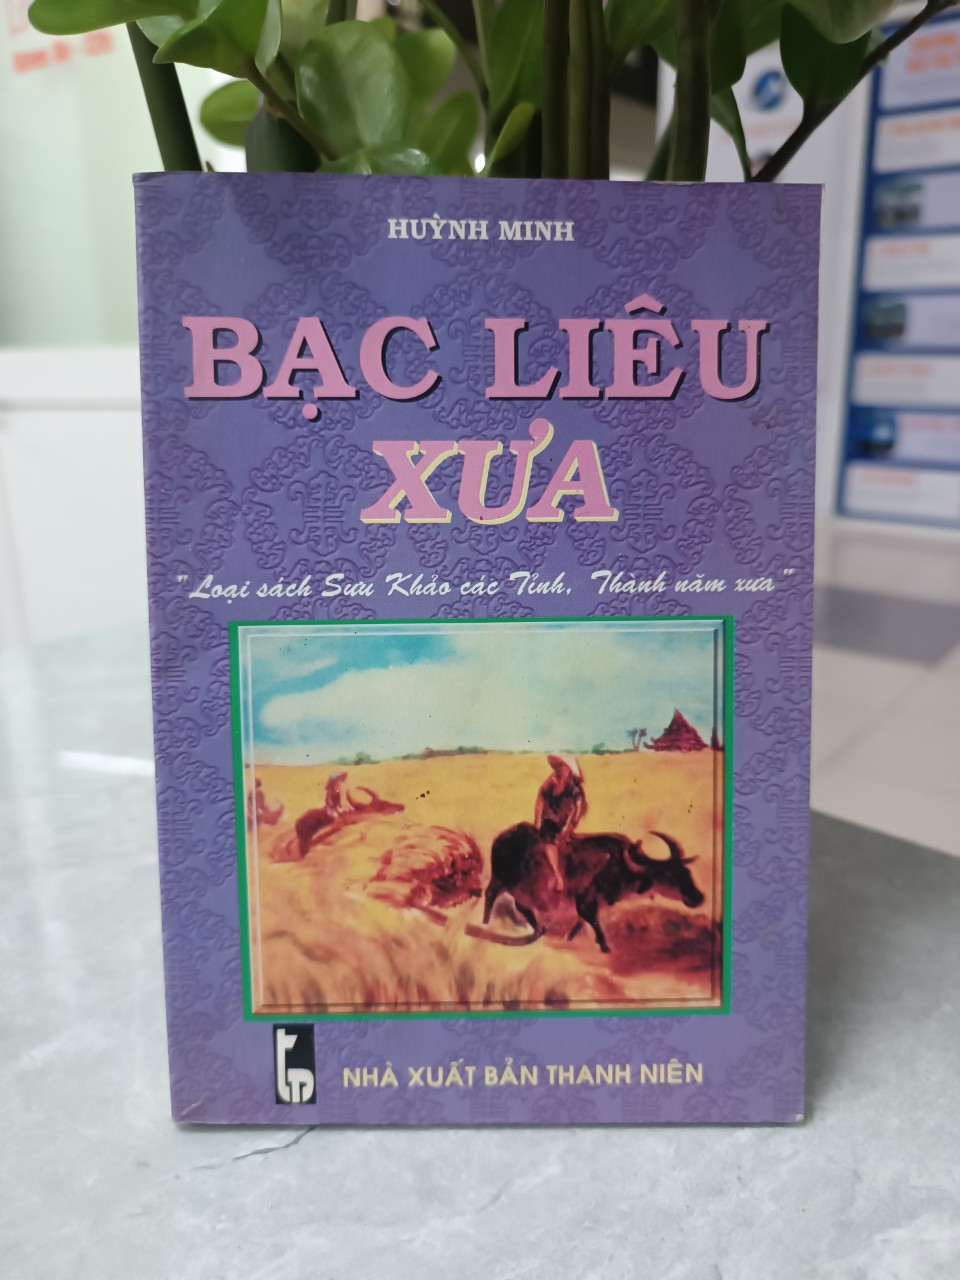 HUỲNH MINH
BẠC LIÊU
XƯA
"Loại sách Sưu Khảo các Tỉnh, Thành năm xưa"
NHÀ XUẤT BẢN THANH NIÊN